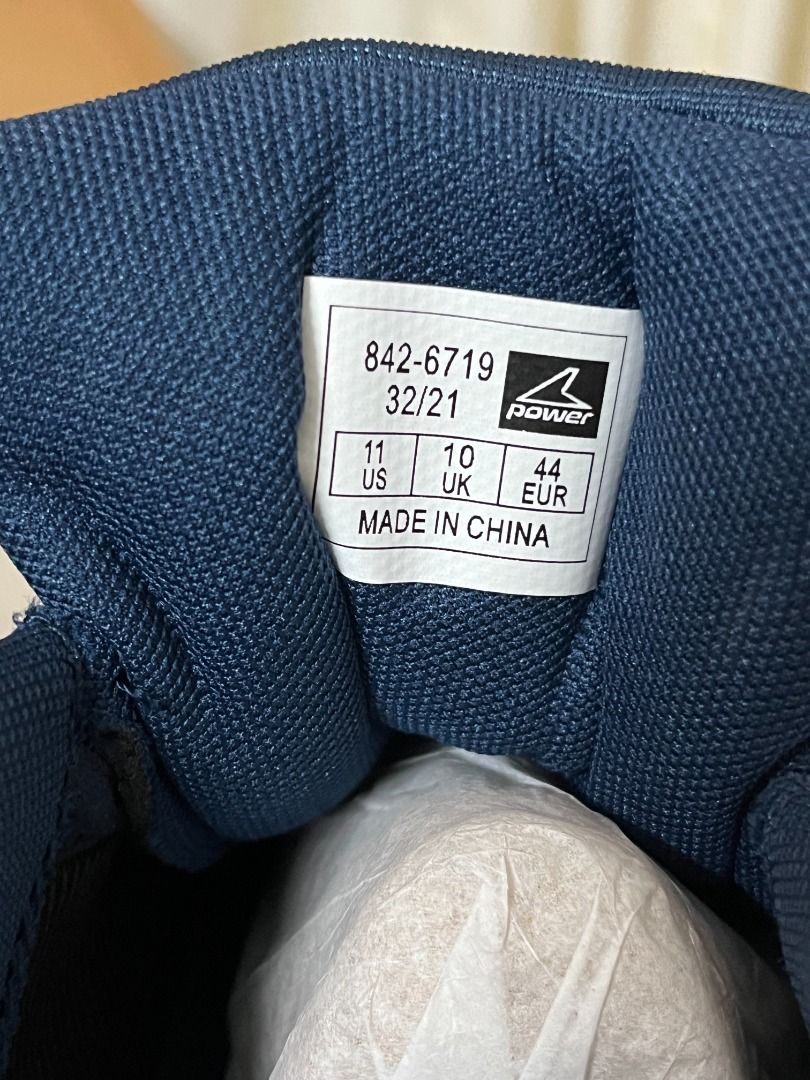 842-6719
32/21
power
11 US
10 UK
44 EUR
MADE IN CHINA